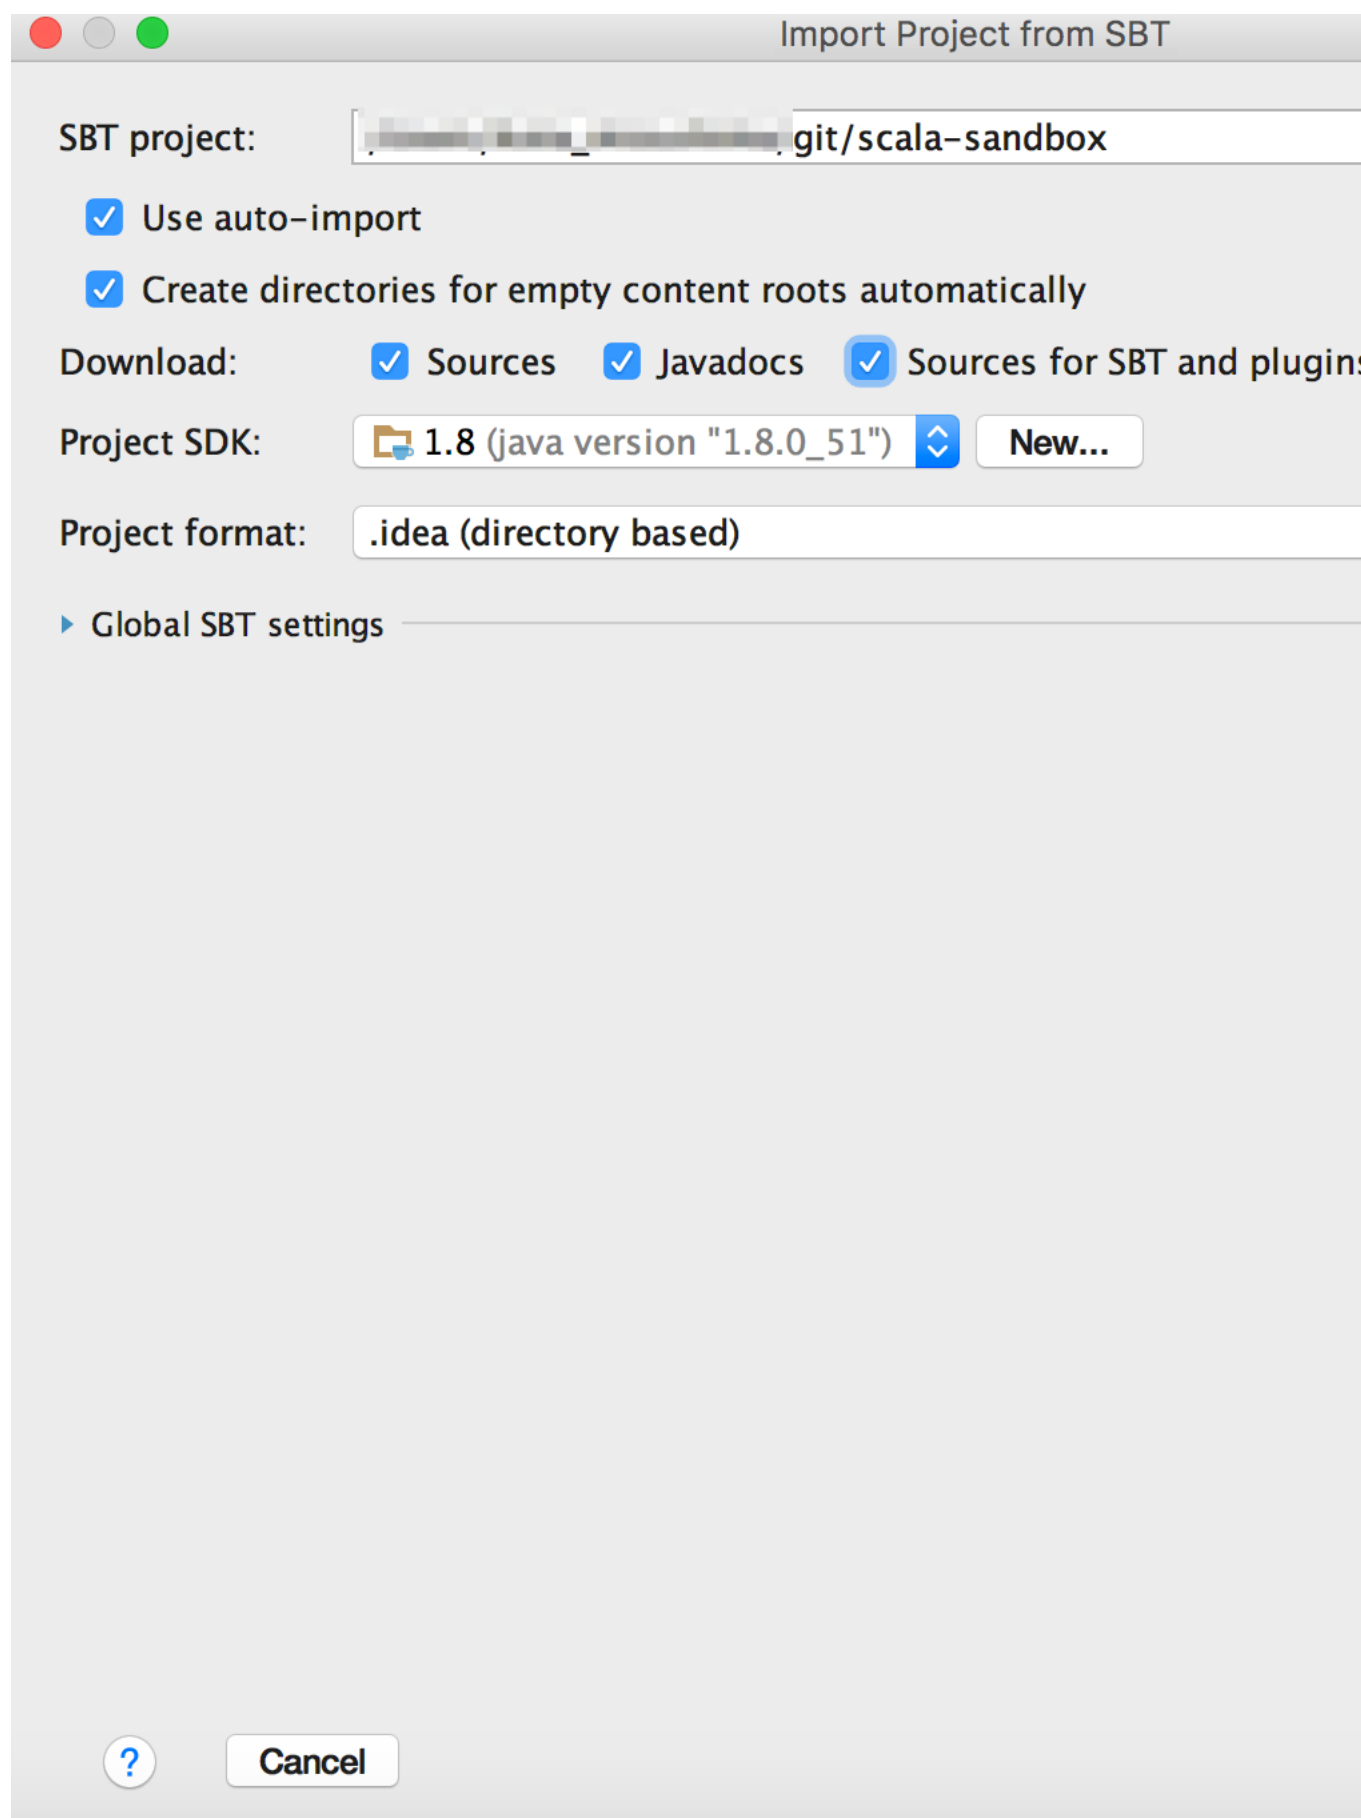 Import Project from SBT
SBT project: git/scala-sandbox
Use auto-import
Create directories for empty content roots automatically
Download: Sources Javadocs Sources for SBT and plugins
Project SDK: 1.8 (java version "1.8.0_51") New...
Project format: .idea (directory based)
Global SBT settings
? Cancel